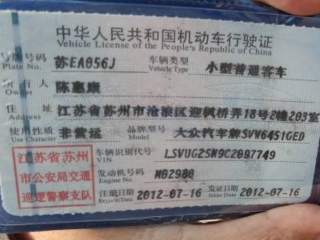 中华人民共和国机动车行驶证
Vehicle License of the People's Republic of China
号牌号码 苏EA056J 车辆类型 小型普通客车
Plate No. Vehicle Type
所有人 陈惠康
Owner
住址 江苏省苏州市沧浪区迎枫桥弄18号2幢203室
Address
使用性质 非营运 品牌型号 大众汽车牌SVW6451GED
Use Character Model
车辆识别代号 LSVUG25N9C2097749
VIN
发动机号码 M02980
Engine No.
注册日期 2012-07-16 发证日期 2012-07-16
Register Date Issue Date
江苏省苏州
市公安局交通
巡逻警察支队